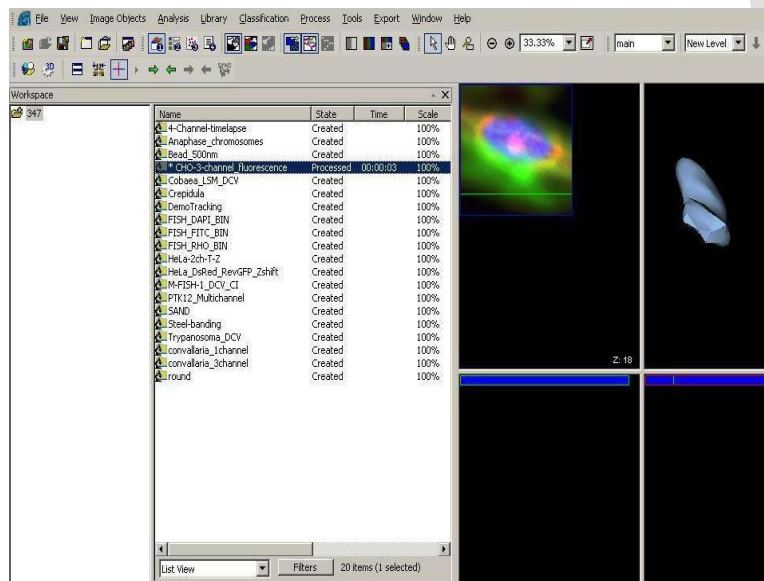 File View Image Objects Analysis Library Classification Process Tools Export Window Help
33.33% main New Level
2D
Workspace X
347
Name State Time Scale
4-Channel-timelapse Created 100%
Anaphase_chromosomes Created 100%
Bead_500nm Created 100%
* CHO-3-channel_fluorescence Processed 00:00:03 100%
Cobaea_LSM_DCV Created 100%
Crepidula Created 100%
DemoTracking Created 100%
FISH_DAPI_BIN Created 100%
FISH_FITC_BIN Created 100%
FISH_RHO_BIN Created 100%
HeLa-2ch-T-Z Created 100%
HeLa_DsRed_RevGFP_Zshift Created 100%
M-FISH-1_DCV_CI Created 100%
PTK12_Multichannel Created 100%
SAND Created 100%
Steel-banding Created 100%
Trypanosoma_DCV Created 100%
convallaria_1channel Created 100%
convallaria_3channel Created 100%
round Created 100%
Z: 18
List View Filters 20 items (1 selected)